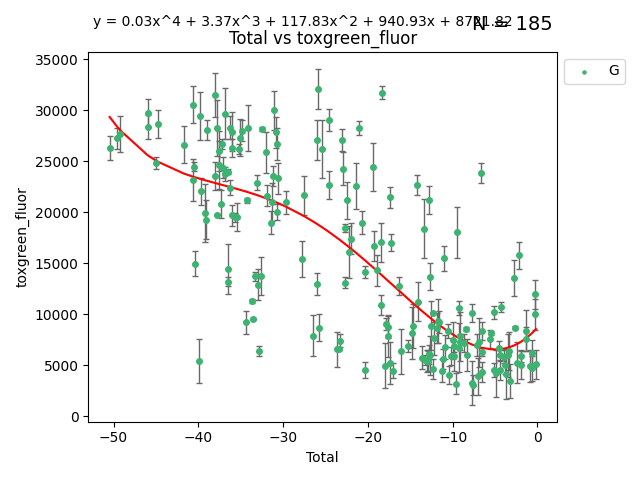 y = 0.03x^4 + 3.37x^3 + 117.83x^2 + 940.93x +
N = 185
Total vs toxgreen_fluor
G
35000
30000
25000
20000
15000
10000
5000
0
toxgreen_fluor
−50
−40
−30
−20
−10
0
Total